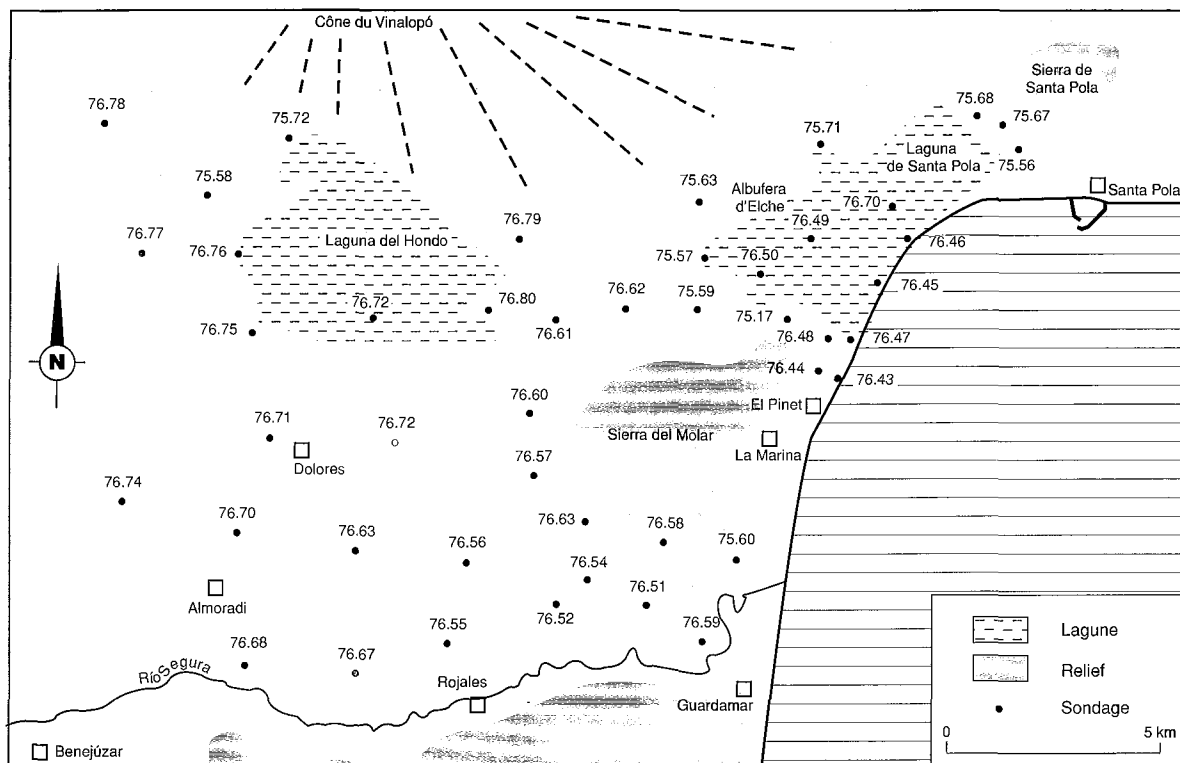 Cône du Vinalopó
Sierra de
Santa Pola
76.78
75.72
75.68
75.67
75.71
Laguna
de Santa Pola
75.56
75.58
75.63
Albufera
d'Elche
Santa Pola
76.70
76.79
76.49
76.77
76.76
Laguna del Hondo
76.46
75.57
76.50
76.45
76.72
76.80
76.62
75.59
76.61
75.17
76.75
76.48
76.47
N
76.44
76.43
76.60
El Pinet
76.71
76.72
Sierra del Molar
La Marina
Dolores
76.57
76.74
76.70
76.63
76.63
76.58
76.56
75.60
76.54
Almoradi
76.51
76.52
76.55
76.59
76.68
76.67
Río Segura
Rojales
Guardamar
Benejúzar
Lagune
Relief
Sondage
0 5 km